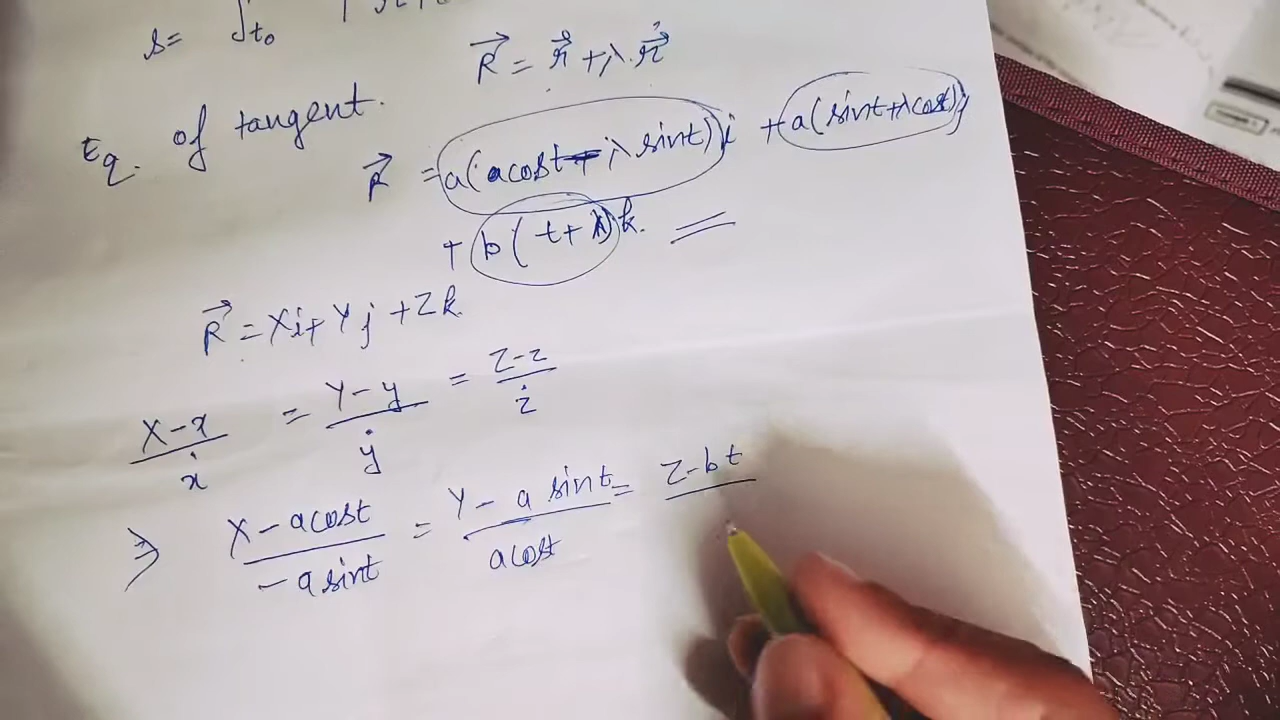 s = ∫t₀
R⃗ = ṙ⃗ + λ ṙ⃗
Eq. of tangent.
R⃗ = a(acost - λ sint)i + a(sint+λcost)j
+ b(t+λ)k.
R⃗ = Xi + Yj + Zk
X-x/ẋ = Y-y/ẏ = Z-z/ż
⇒ X-acost/-asint = Y-a sint/acost = Z-bt